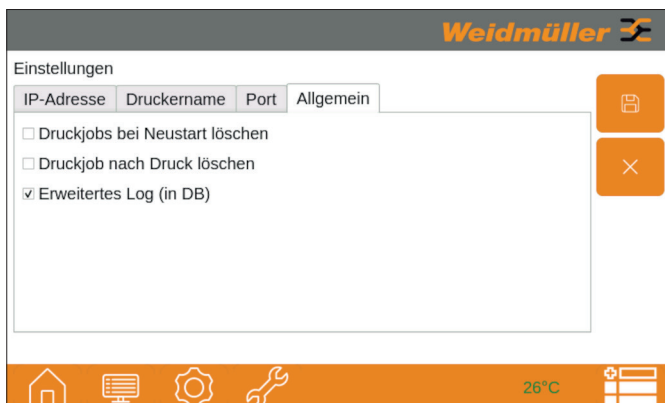 Weidmüller
Einstellungen
IP-Adresse Druckername Port Allgemein
Druckjobs bei Neustart löschen
Druckjob nach Druck löschen
Erweitertes Log (in DB)
26°C